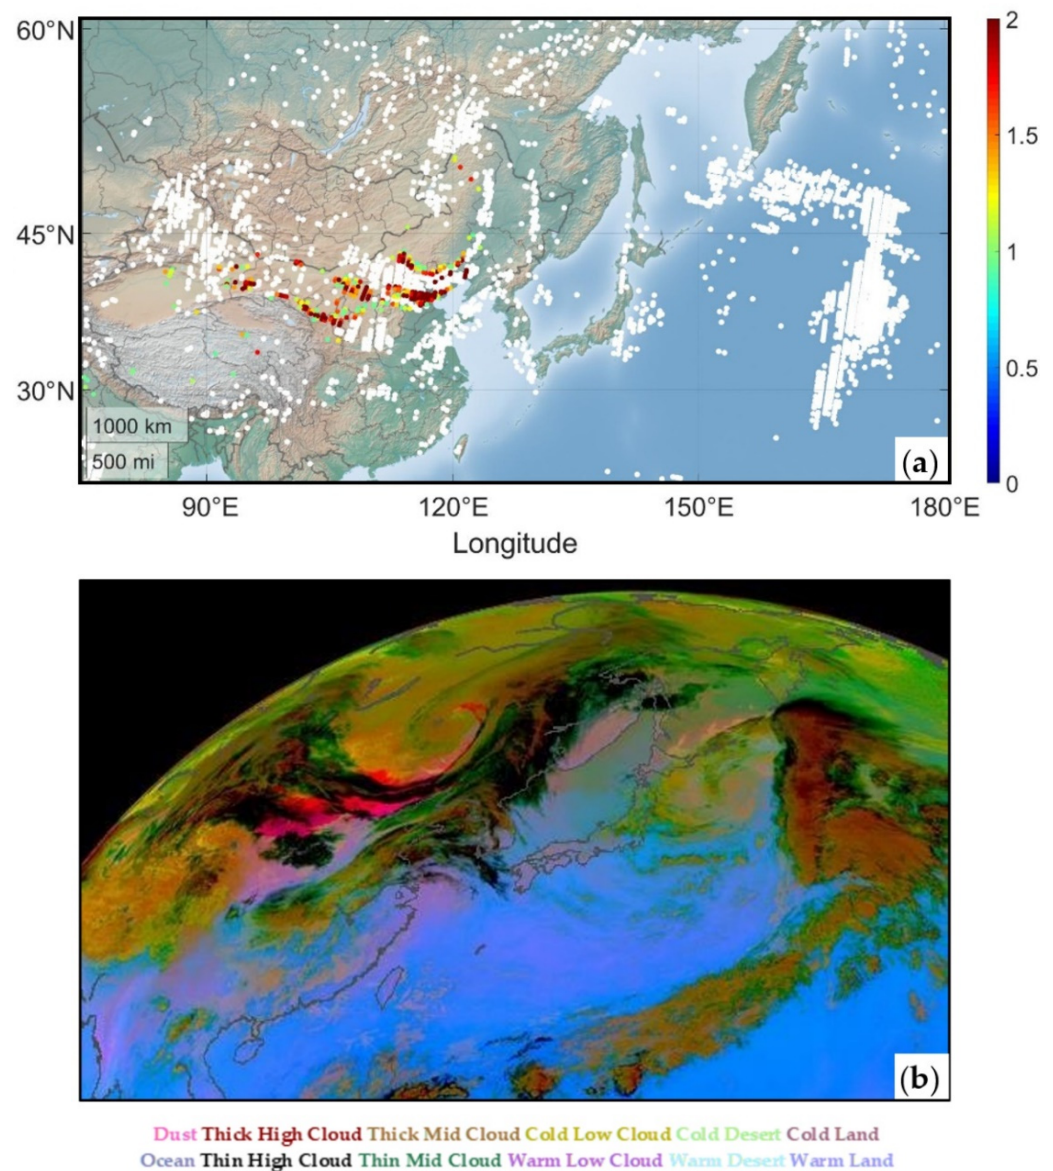 60°N
45°N
30°N
1000 km
500 mi
(a)
2
1.5
1
0.5
0
90°E 120°E 150°E 180°E
Longitude
(b)
Dust Thick High Cloud Thick Mid Cloud Cold Low Cloud Cold Desert Cold Land
Ocean Thin High Cloud Thin Mid Cloud Warm Low Cloud Warm Desert Warm Land